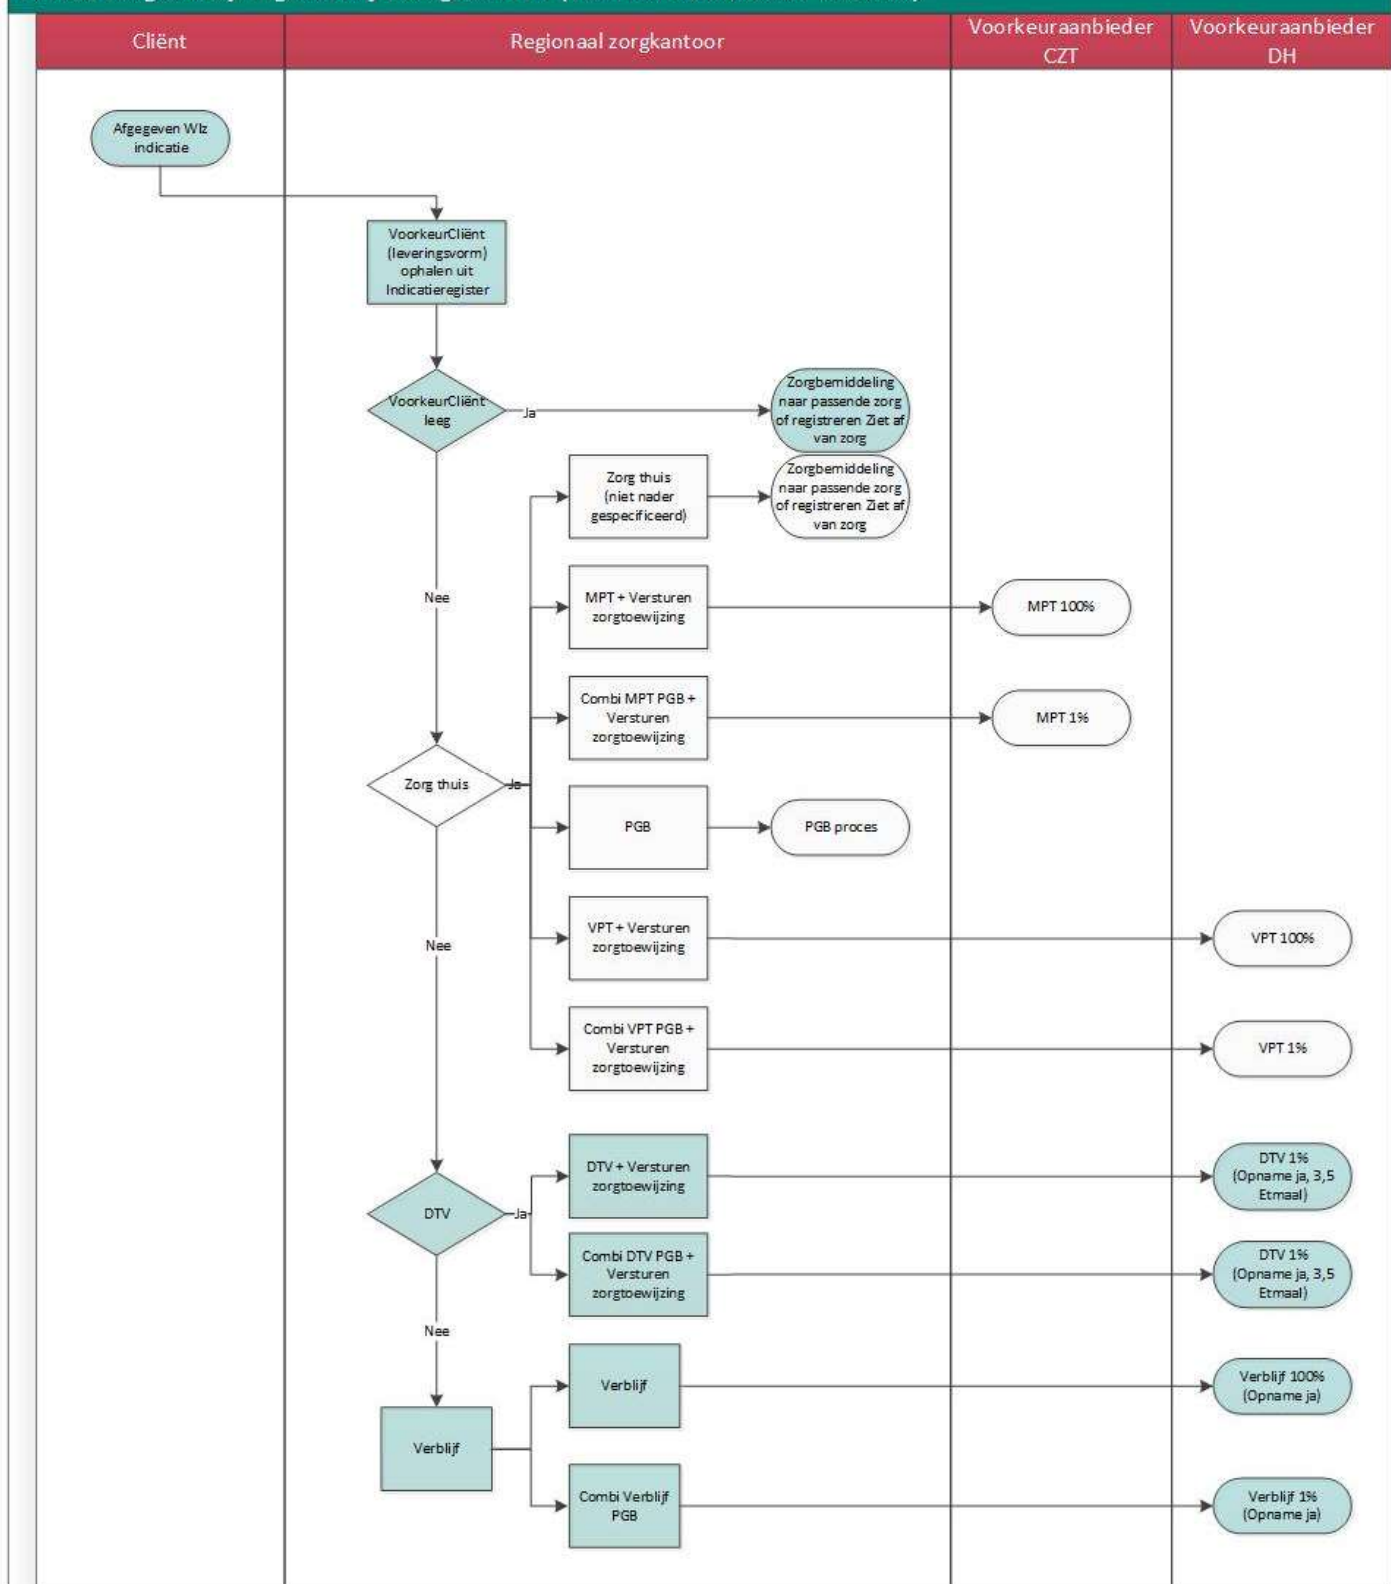 Cliënt
Regionaal zorgkantoor
Voorkeuraanbieder
CZT
Voorkeuraanbieder
DH
Afgegeven Wlz
indicatie
VoorkeurCliënt
(leveringsvorm)
ophalen uit
Indicatieregister
VoorkeurCliënt
leeg
Ja
Zorgbemiddeling
naar passende zorg
of registreren Ziet af
van zorg
Zorg thuis
(niet nader
gespecificeerd)
Zorgbemiddeling
naar passende zorg
of registreren Ziet af
van zorg
Nee
MPT + Versturen
zorgtoewijzing
MPT 100%
Combi MPT PGB +
Versturen
zorgtoewijzing
MPT 1%
Zorg thuis
Ja
PGB
PGB proces
Nee
VPT + Versturen
zorgtoewijzing
VPT 100%
Combi VPT PGB +
Versturen
zorgtoewijzing
VPT 1%
DTV + Versturen
zorgtoewijzing
DTV 1%
(Opname ja, 3,5
Etmaal)
DTV
Ja
Combi DTV PGB +
Versturen
zorgtoewijzing
DTV 1%
(Opname ja, 3,5
Etmaal)
Nee
Verblijf
Verblijf 100%
(Opname ja)
Verblijf
Combi Verblijf
PGB
Verblijf 1%
(Opname ja)